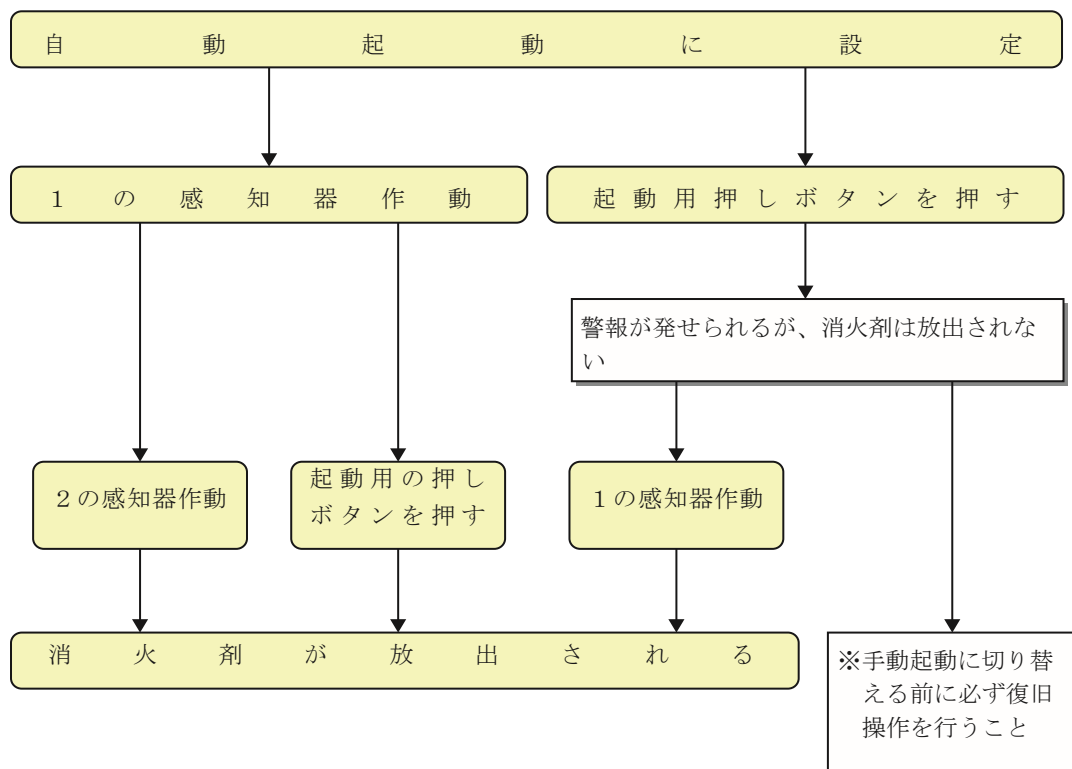 自動起動に設定
１の感知器作動
起動用押しボタンを押す
警報が発せられるが、消火剤は放出されな
い
２の感知器作動
起動用の押し
ボタンを押す
１の感知器作動
消火剤が放出される
※手動起動に切り替
える前に必ず復旧
操作を行うこと